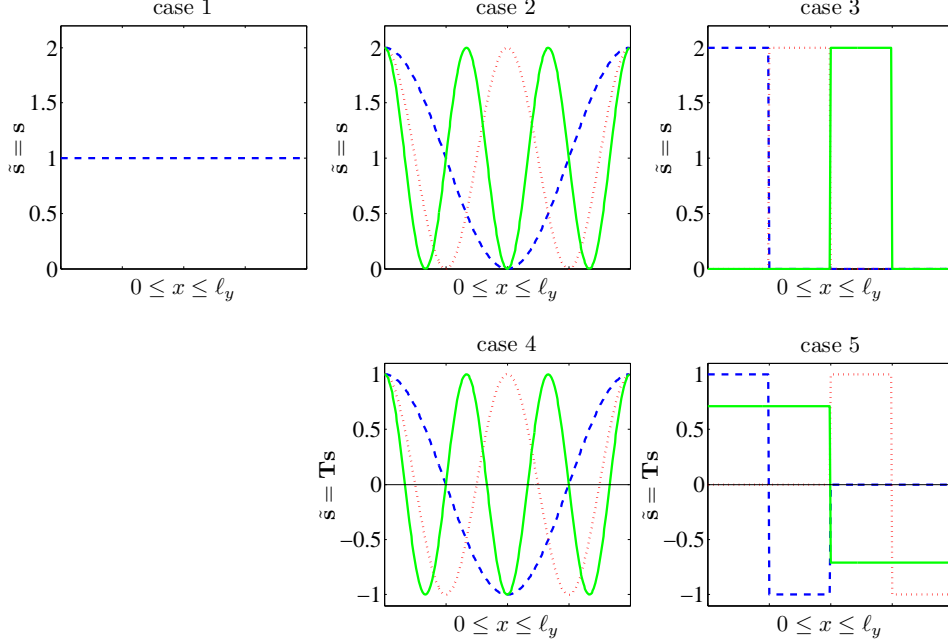 case 1
2
1.5
1
0.5
0
s̃ = s
0 ≤ x ≤ ℓ_y
case 2
2
1.5
1
0.5
0
s̃ = s
0 ≤ x ≤ ℓ_y
case 3
2
1.5
1
0.5
0
s̃ = s
0 ≤ x ≤ ℓ_y
case 4
1
0.5
0
−0.5
−1
s̃ = Ts
0 ≤ x ≤ ℓ_y
case 5
1
0.5
0
−0.5
−1
s̃ = Ts
0 ≤ x ≤ ℓ_y